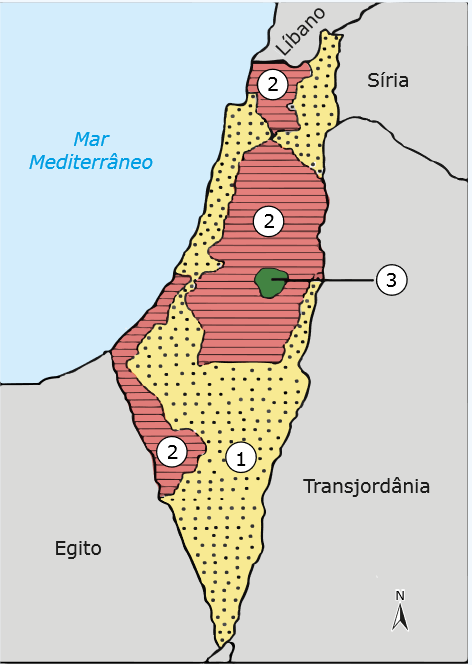 Líbano
2
Síria
Mar
Mediterrâneo
2
3
2
1
Transjordânia
Egito
N